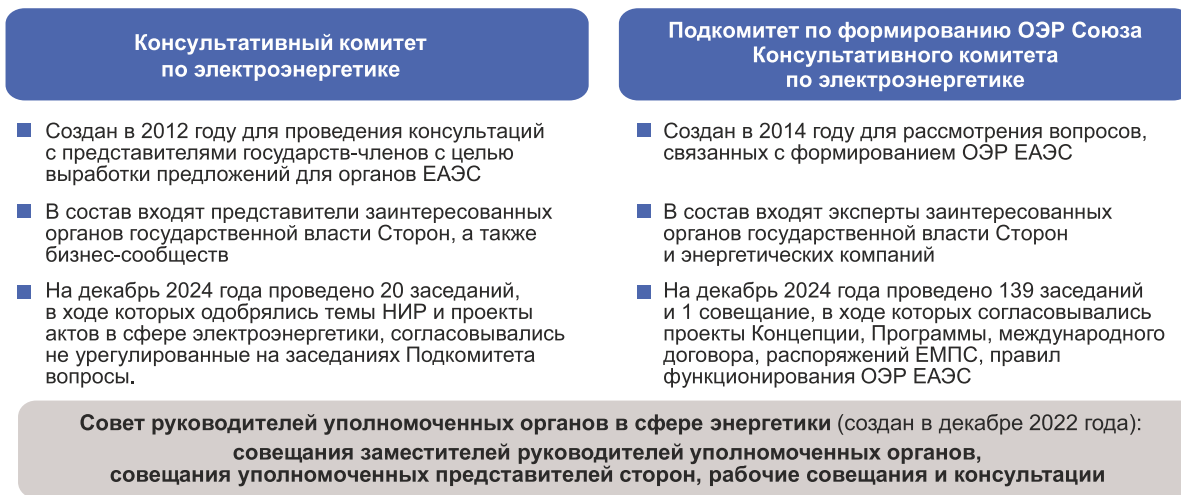 Консультативный комитет
по электроэнергетике
Создан в 2012 году для проведения консультаций
с представителями государств-членов с целью
выработки предложений для органов ЕАЭС
В состав входят представители заинтересованных
органов государственной власти Сторон, а также
бизнес-сообществ
На декабрь 2024 года проведено 20 заседаний,
в ходе которых одобрялись темы НИР и проекты
актов в сфере электроэнергетики, согласовывались
не урегулированные на заседаниях Подкомитета
вопросы.
Подкомитет по формированию ОЭР Союза
Консультативного комитета
по электроэнергетике
Создан в 2014 году для рассмотрения вопросов,
связанных с формированием ОЭР ЕАЭС
В состав входят эксперты заинтересованных
органов государственной власти Сторон
и энергетических компаний
На декабрь 2024 года проведено 139 заседаний
и 1 совещание, в ходе которых согласовывались
проекты Концепции, Программы, международного
договора, распоряжений ЕМПС, правил
функционирования ОЭР ЕАЭС
Совет руководителей уполномоченных органов в сфере энергетики (создан в декабре 2022 года):
совещания заместителей руководителей уполномоченных органов,
совещания уполномоченных представителей сторон, рабочие совещания и консультации